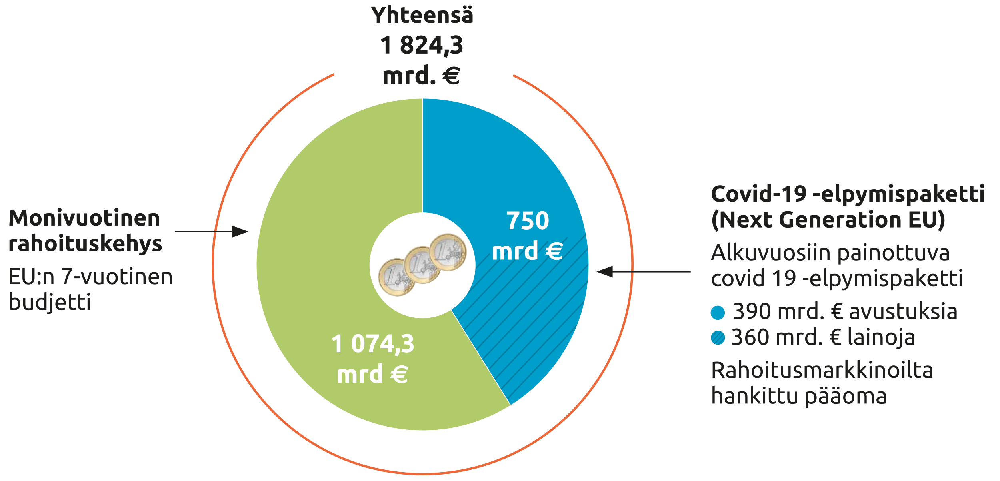 Yhteensä
1 824,3
mrd. €
Monivuotinen
rahoituskehys
EU:n 7-vuotinen
budjetti
750
mrd. €
1 074,3
mrd €
Covid-19 -elpymispaketti
(Next Generation EU)
Alkuvuosiin painottuva
covid 19 -elpymispaketti
390 mrd. € avustuksia
360 mrd. € lainoja
Rahoitusmarkkinoilta
hankittu pääoma